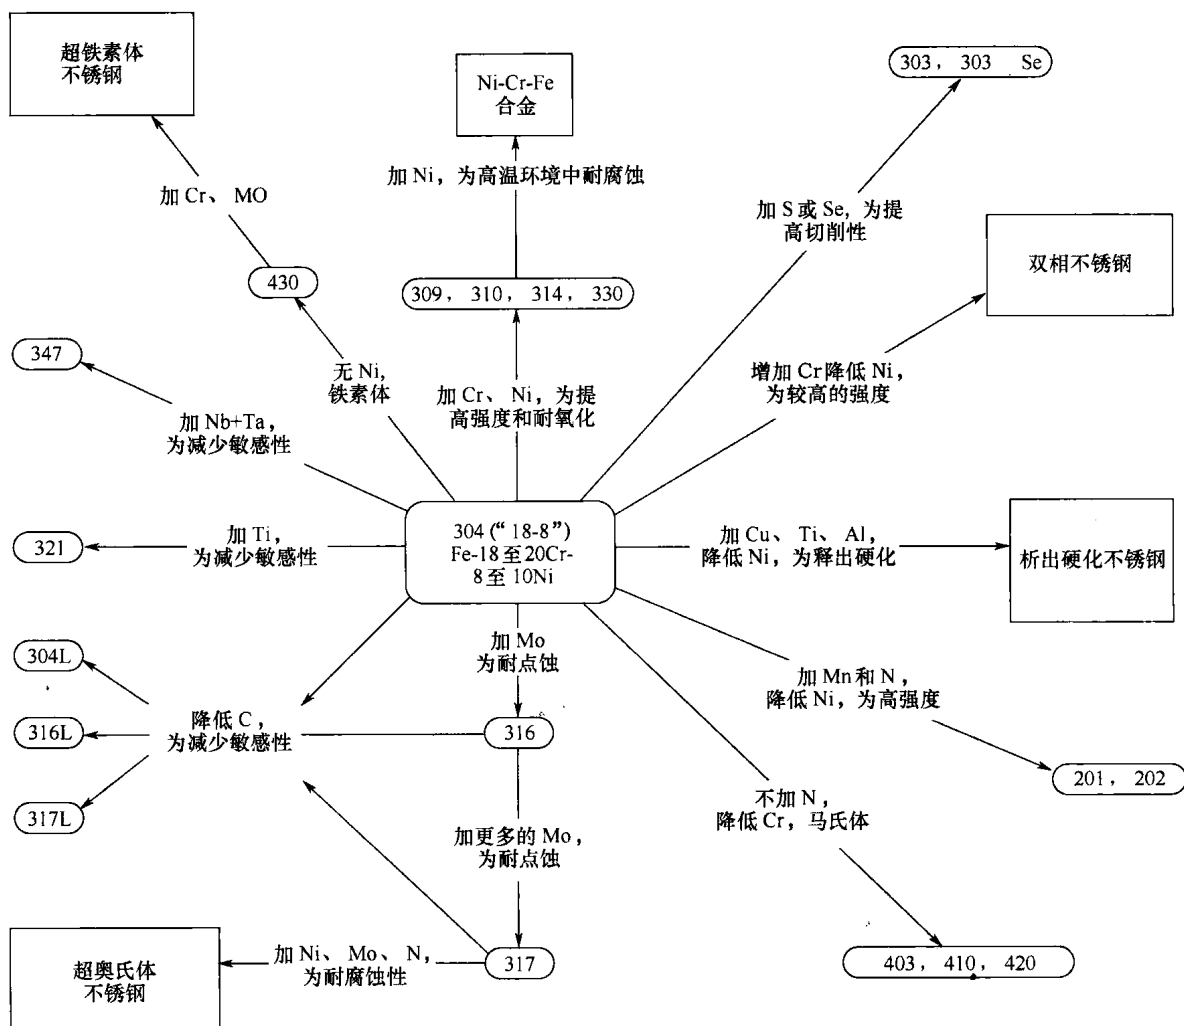 超铁素体
不锈钢
Ni-Cr-Fe
合金
303，303 Se
加 Ni，为高温环境中耐腐蚀
加 Cr、 MO
加 S 或 Se，为提
高切削性
双相不锈钢
430
309，310，314，330
347
无 Ni,
铁素体
加 Cr、 Ni，为提
高强度和耐氧化
增加 Cr 降低 Ni，
为较高的强度
加 Nb+Ta，
为减少敏感性
304 (“ 18-8”)
Fe-18 至 20Cr-
8 至 10Ni
321
加 Ti，
为减少敏感性
加 Cu、 Ti、 Al，
降低 Ni，为释出硬化
析出硬化不锈钢
加 Mo
为耐点蚀
304L
316L
317L
降低 C，
为减少敏感性
316
加 Mn 和 N，
降低 Ni，为高强度
201，202
不加 N，
降低 Cr，马氏体
加更多的 Mo，
为耐点蚀
超奥氏体
不锈钢
加 Ni、 Mo、 N，
为耐腐蚀性
317
403，410，420